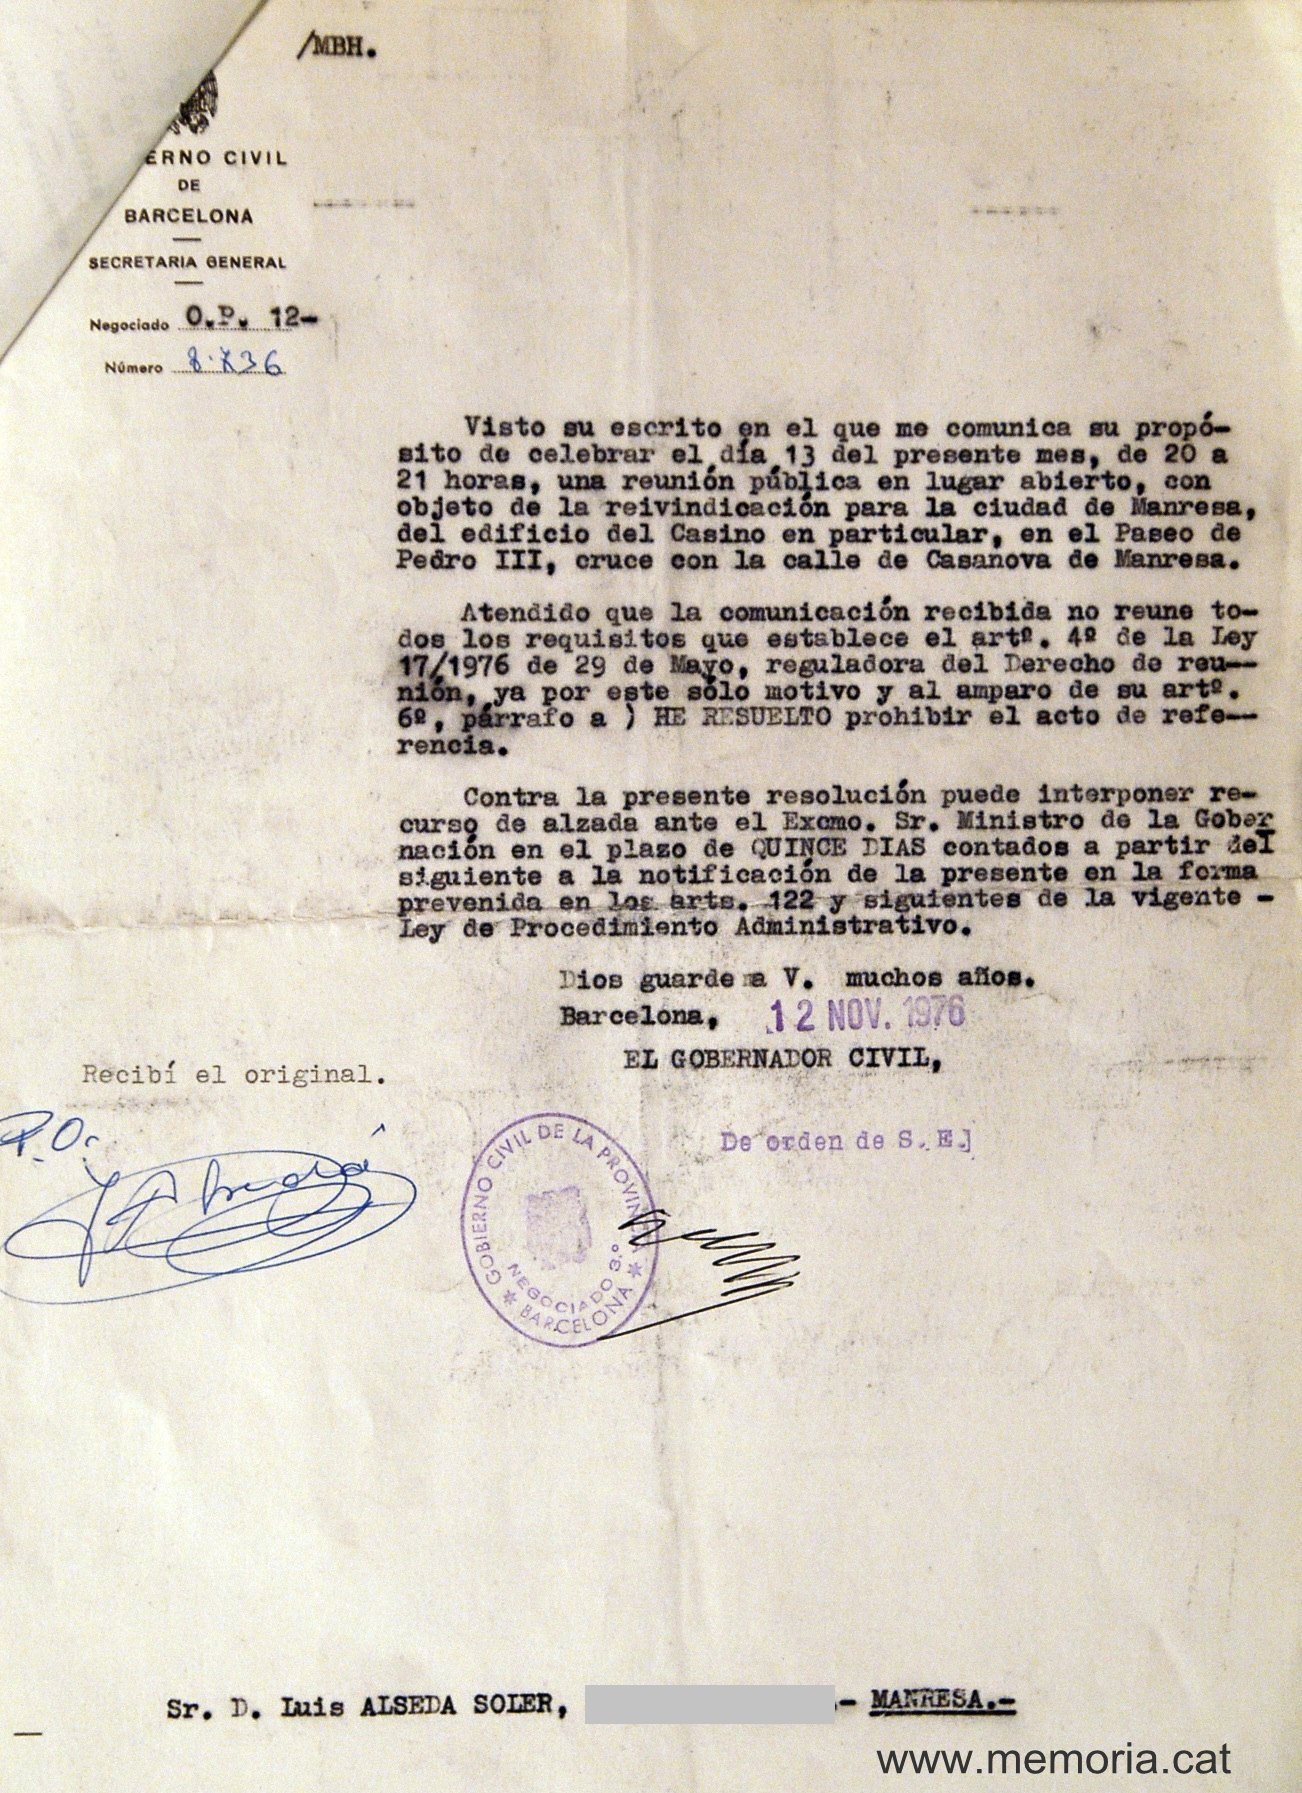 /MBH.
ERNO CIVIL
DE
BARCELONA
SECRETARIA GENERAL
Negociado O.P. 12-
Número 8.736
Visto su escrito en el que me comunica su propó-
sito de celebrar el día 13 del presente mes, de 20 a
21 horas, una reunión pública en lugar abierto, con
objeto de la reivindicación para la ciudad de Manresa,
del edificio del Casino en particular, en el Paseo de
Pedro III, cruce con la calle de Casanova de Manresa.
Atendido que la comunicación recibida no reune to-
dos los requisitos que establece el artº. 4º de la Ley
17/1976 de 29 de Mayo, reguladora del Derecho de reu--
nión, ya por este sólo motivo y al amparo de su artº.
6º, párrafo a ) HE RESUELTO prohibir el acto de refe--
rencia.
Contra la presente resolución puede interponer re-
curso de alzada ante el Excmo. Sr. Ministro de la Gober
nación en el plazo de QUINCE DIAS contados a partir del
siguiente a la notificación de la presente en la forma
prevenida en los arts. 122 y siguientes de la vigente -
Ley de Procedimiento Administrativo.
Dios guarde a V. muchos años.
Barcelona, 12 NOV. 1976
EL GOBERNADOR CIVIL,
Recibí el original.
P.O.
De orden de S. E.
GOBIERNO CIVIL DE LA PROVINCIA
NEGOCIADO 3.º
* BARCELONA *
Sr. D. Luis ALSEDA SOLER, .- MANRESA.-
www.memoria.cat